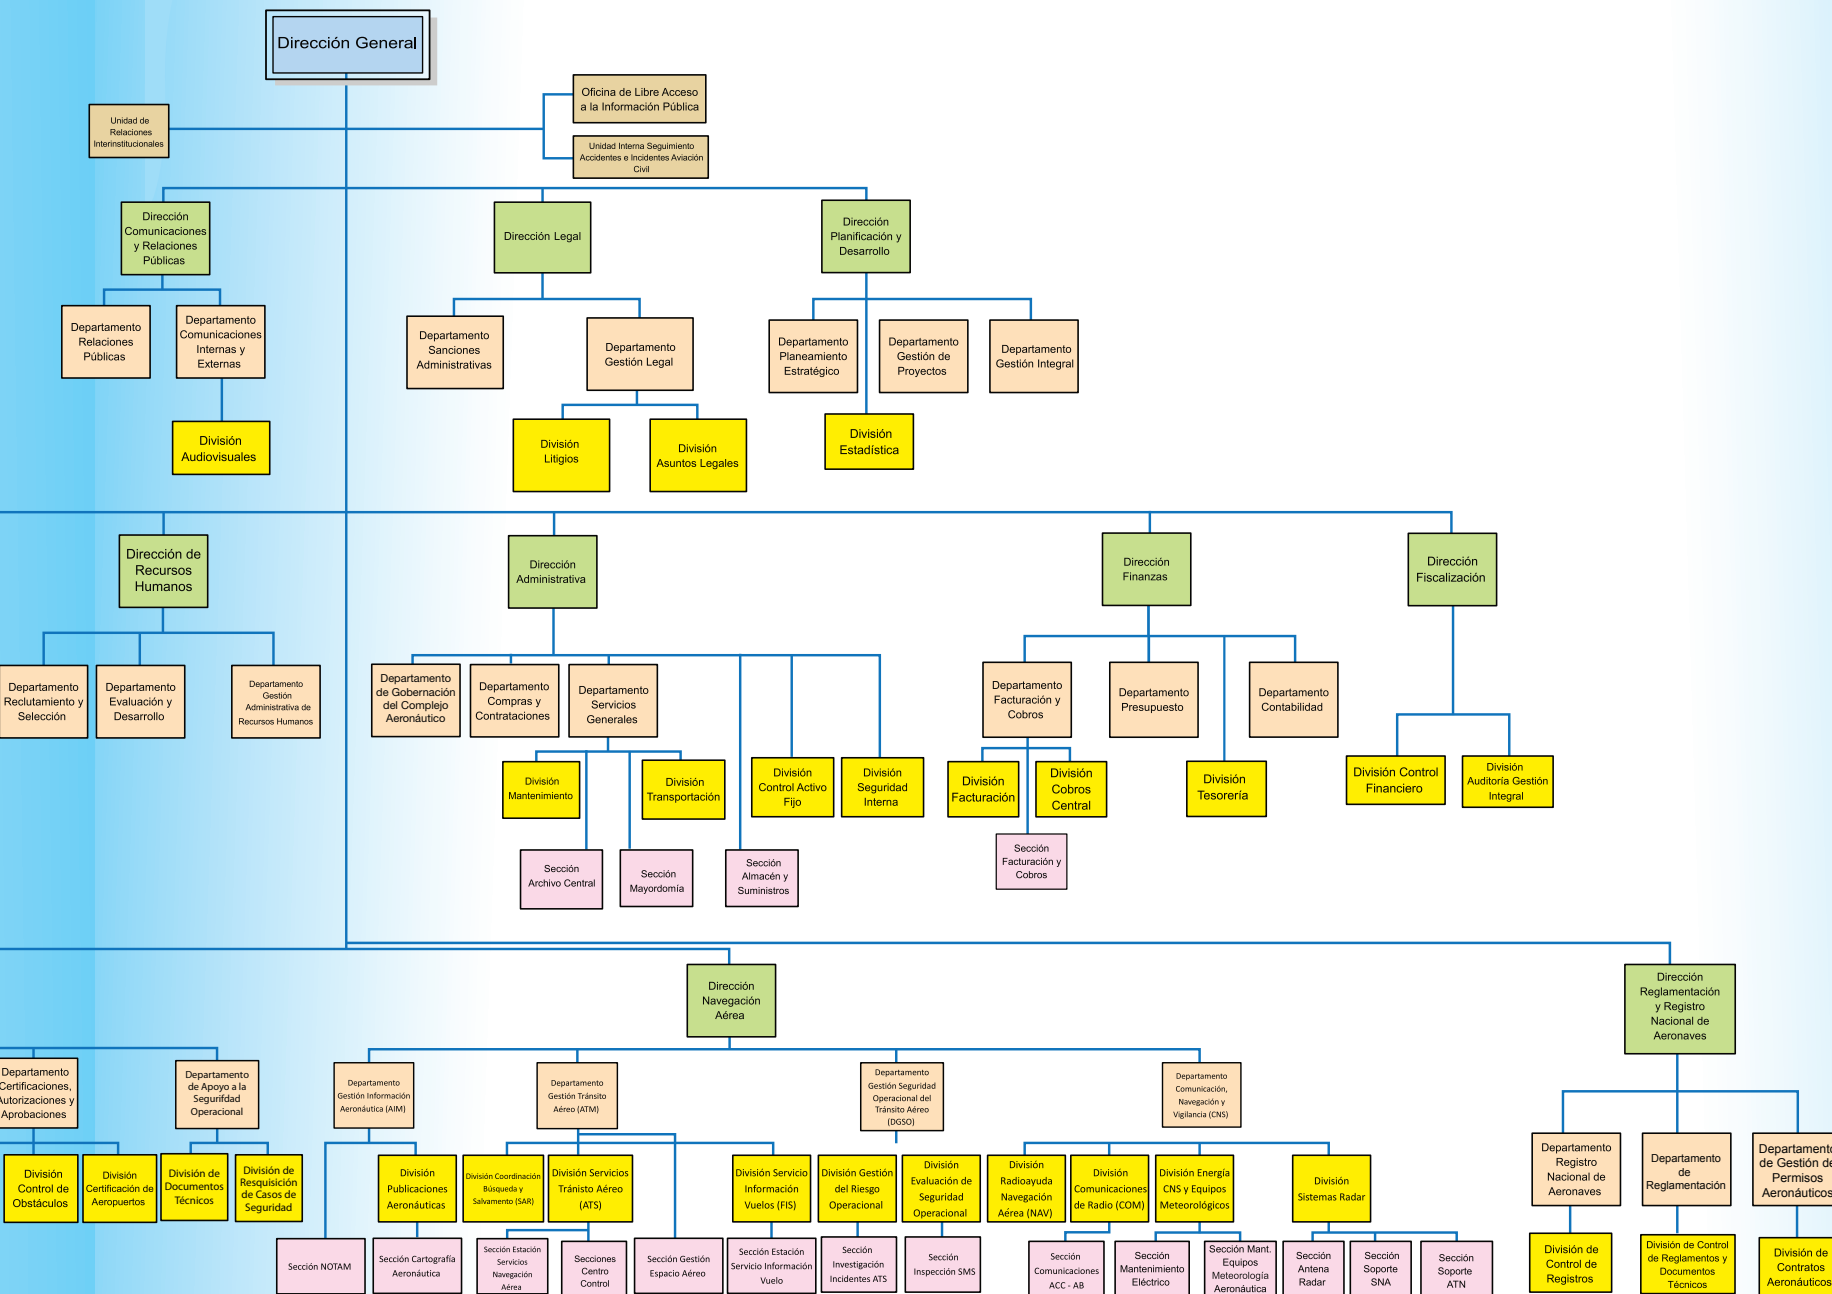 Dirección General
Oficina de Libre Acceso
a la Información Pública
Unidad de
Relaciones
Interinstitucionales
Unidad Interna Seguimiento
Accidentes e Incidentes Aviación
Civil
Dirección
Comunicaciones
y Relaciones
Públicas
Dirección Legal
Dirección
Planificación y
Desarrollo
Departamento
Relaciones
Públicas
Departamento
Comunicaciones
Internas y
Externas
Departamento
Sanciones
Administrativas
Departamento
Gestión Legal
Departamento
Planeamiento
Estratégico
Departamento
Gestión de
Proyectos
Departamento
Gestión Integral
División
Audiovisuales
División
Litigios
División
Asuntos Legales
División
Estadística
Dirección de
Recursos
Humanos
Dirección
Administrativa
Dirección
Finanzas
Dirección
Fiscalización
Departamento
Reclutamiento y
Selección
Departamento
Evaluación y
Desarrollo
Departamento
Gestión
Administrativa de
Recursos Humanos
Departamento
de Gobernación
del Complejo
Aeronáutico
Departamento
Compras y
Contrataciones
Departamento
Servicios
Generales
Departamento
Facturación y
Cobros
Departamento
Presupuesto
Departamento
Contabilidad
División
Mantenimiento
División
Transportación
División
Control Activo
Fijo
División
Seguridad
Interna
División
Facturación
División
Cobros
Central
División
Tesorería
División Control
Financiero
División
Auditoría Gestión
Integral
Sección
Archivo Central
Sección
Mayordomía
Sección
Almacén y
Suministros
Sección
Facturación y
Cobros
Dirección
Navegación
Aérea
Dirección
Reglamentación
y Registro
Nacional de
Aeronaves
Departamento
Certificaciones,
Autorizaciones y
Aprobaciones
Departamento
de Apoyo a la
Segurifdad
Operacional
Departamento
Gestión Información
Aeronáutica (AIM)
Departamento
Gestión Tránsito
Aéreo (ATM)
Departamento
Gestión Seguridad
Operacional del
Tránsito Aéreo
(DGSO)
Departamento
Comunicación,
Navegación y
Vigilancia (CNS)
Departamento
Registro
Nacional de
Aeronaves
Departamento
de
Reglamentación
Departamento
de Gestión de
Permisos
Aeronáuticos
División
Control de
Obstáculos
División
Certificación de
Aeropuertos
División de
Documentos
Técnicos
División de
Resquisición
de Casos de
Seguridad
División
Publicaciones
Aeronáuticas
División Coordinación
Búsqueda y
Salvamento (SAR)
División Servicios
Tránisto Aéreo
(ATS)
División Servicio
Información
Vuelos (FIS)
División Gestión
del Riesgo
Operacional
División
Evaluación de
Seguridad
Operacional
División
Radioayuda
Navegación
Aérea (NAV)
División
Comunicaciones
de Radio (COM)
División Energía
CNS y Equipos
Meteorológicos
División
Sistemas Radar
Sección NOTAM
Sección Cartografía
Aeronáutica
Sección Estación
Servicios
Navegación
Aérea
Secciones
Centro
Control
Sección Gestión
Espacio Aéreo
Sección Estación
Servicio Información
Vuelo
Sección
Investigación
Incidentes ATS
Sección
Inspección SMS
Sección
Comunicaciones
ACC - AB
Sección
Mantenimiento
Eléctrico
Sección Mant.
Equipos
Meteorología
Aeronáutica
Sección
Antena
Radar
Sección
Soporte
SNA
Sección
Soporte
ATN
División de
Control de
Registros
División de Control
de Reglamentos y
Documentos
Técnicos
División de
Contratos
Aeronáuticos